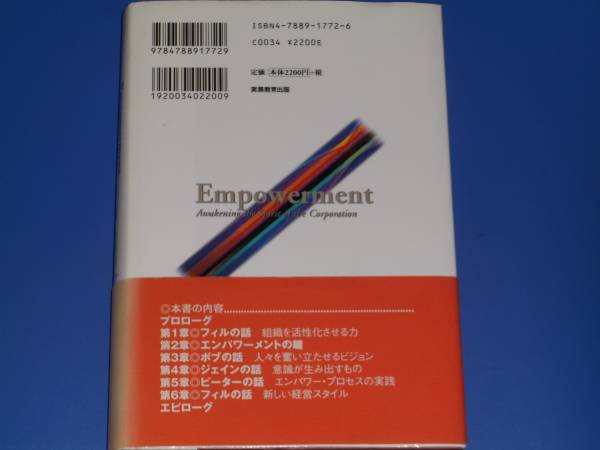 ISBN4-7889-1772-6
C0034 ¥2200E
9784788917729
定価 本体2200円+税
1920034022009
実務教育出版
Empowerment
Awakening the Spirit of the Corporation
◎本書の内容
プロローグ
第1章◎フィルの話 組織を活性化させる力
第2章◎エンパワーメントの鍵
第3章◎ボブの話 人々を奮い立たせるビジョン
第4章◎ジェインの話 意識が生み出すもの
第5章◎ピーターの話 エンパワー・プロセスの実践
第6章◎フィルの話 新しい経営スタイル
エピローグ